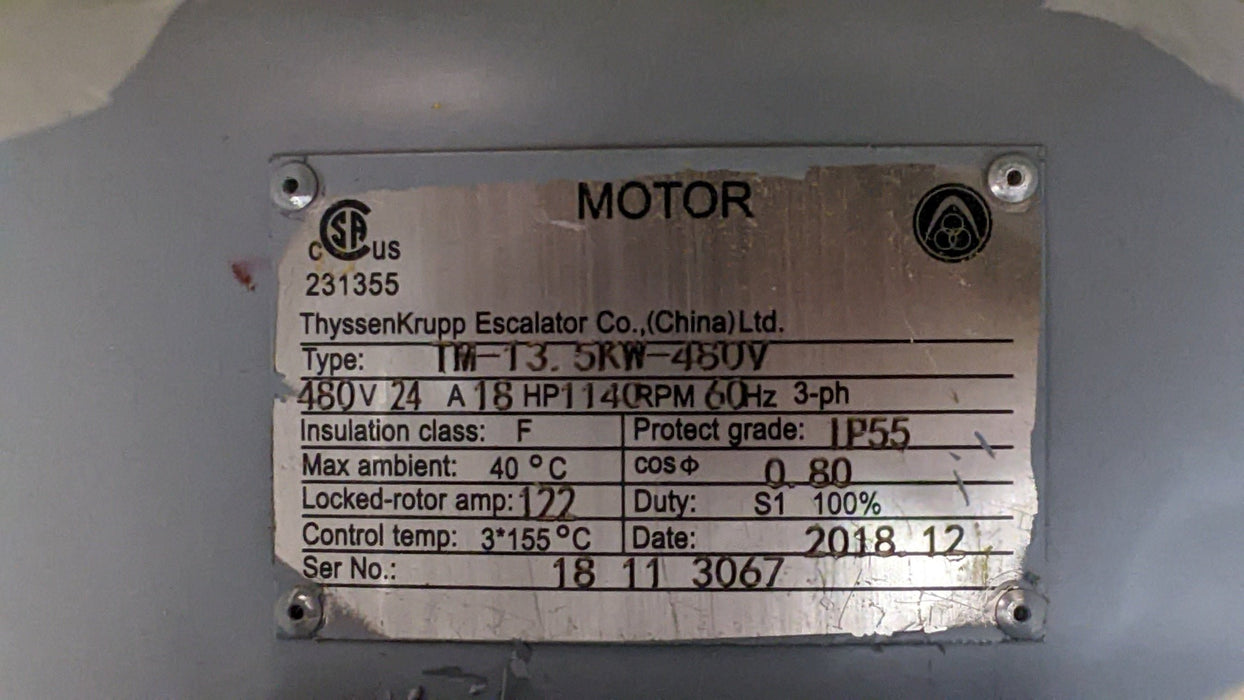 MOTOR
c SA us
231355
ThyssenKrupp Escalator Co.,(China)Ltd.
Type: TM-13.5KW-480V
480 V 24 A 18 HP 1140 RPM 60 Hz 3-ph
Insulation class: F Protect grade: IP55
Max ambient: 40 °C cosΦ 0.80
Locked-rotor amp: 122 Duty: S1 100%
Control temp: 3*155 °C Date: 2018.12
Ser No.: 18 11 3067